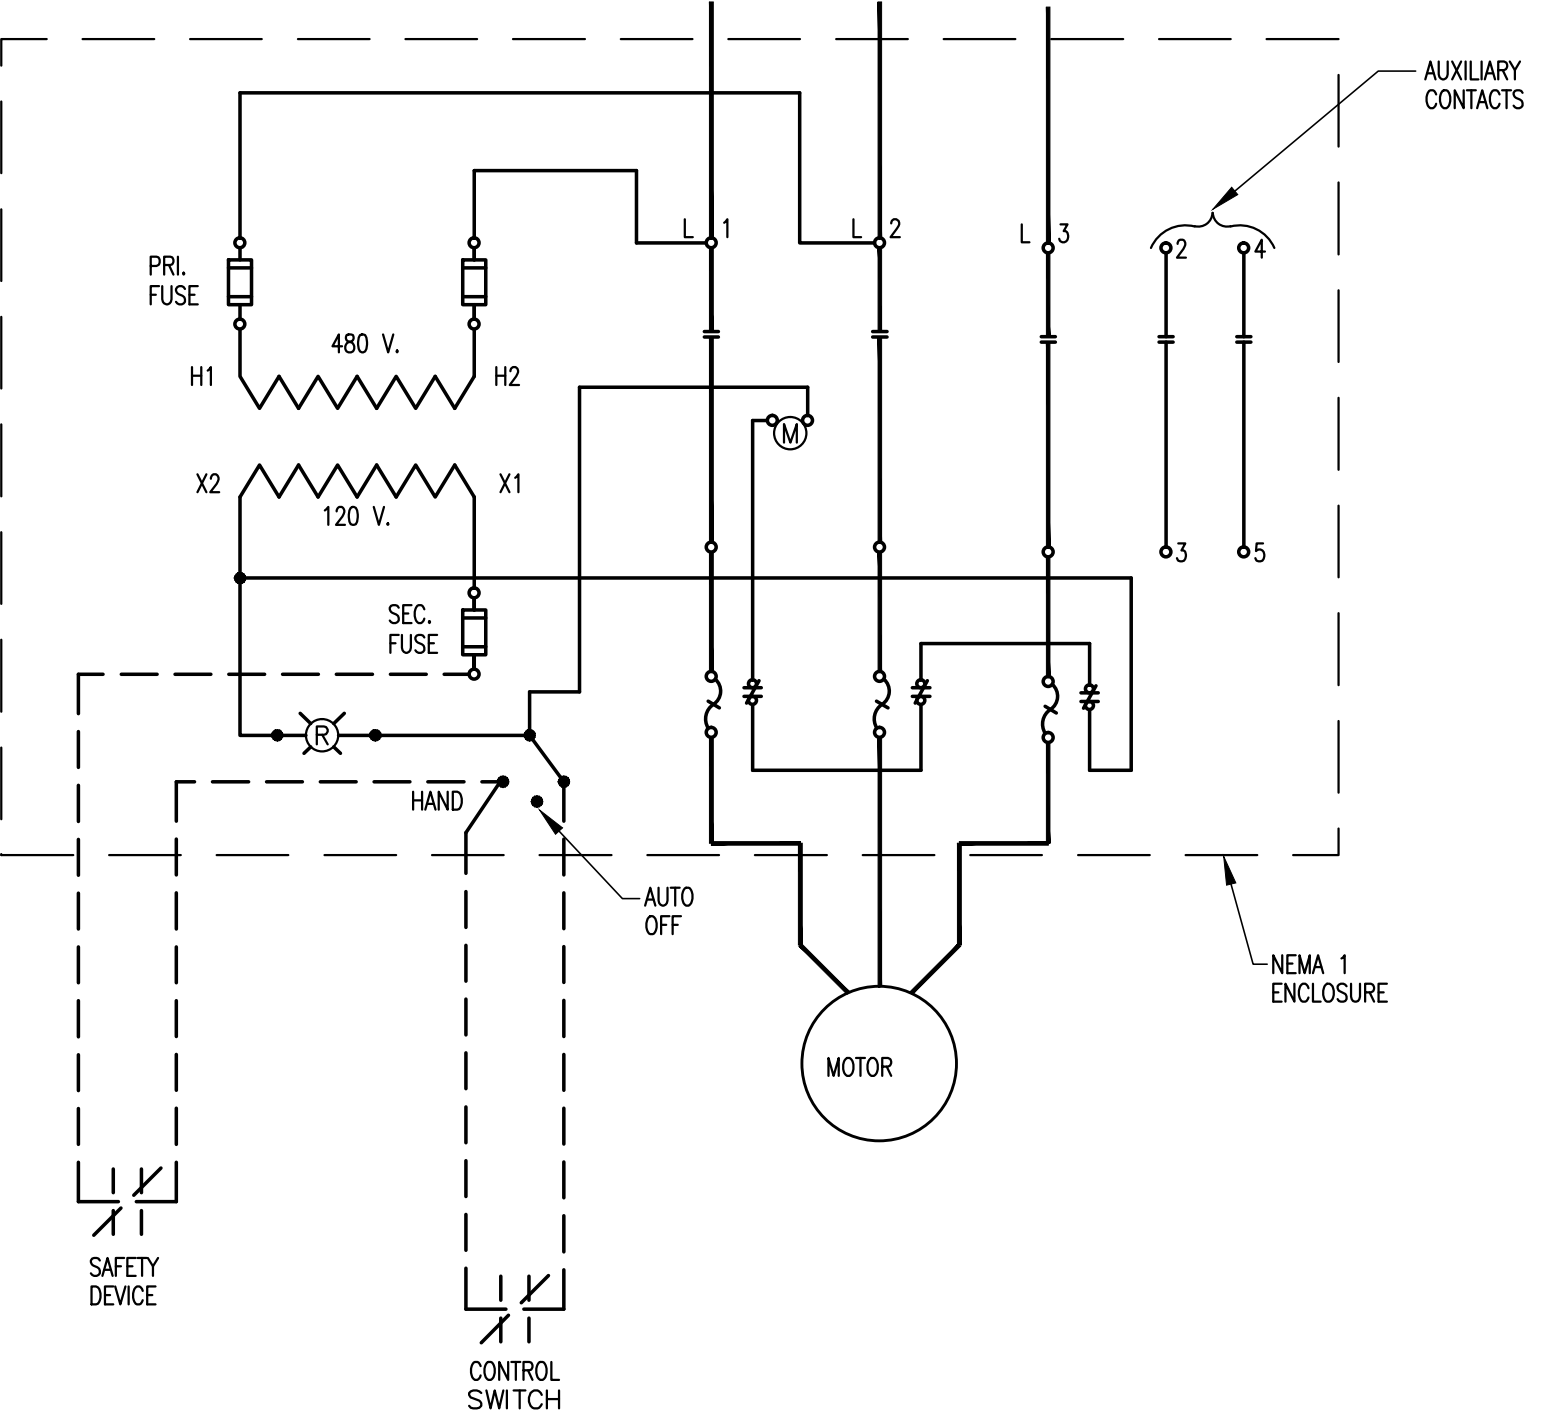 AUXILIARY
CONTACTS
L 1
L 2
L 3
2
4
PRI.
FUSE
480 V.
H1
H2
M
X2
X1
120 V.
3
5
SEC.
FUSE
R
HAND
AUTO
OFF
NEMA 1
ENCLOSURE
MOTOR
SAFETY
DEVICE
CONTROL
SWITCH